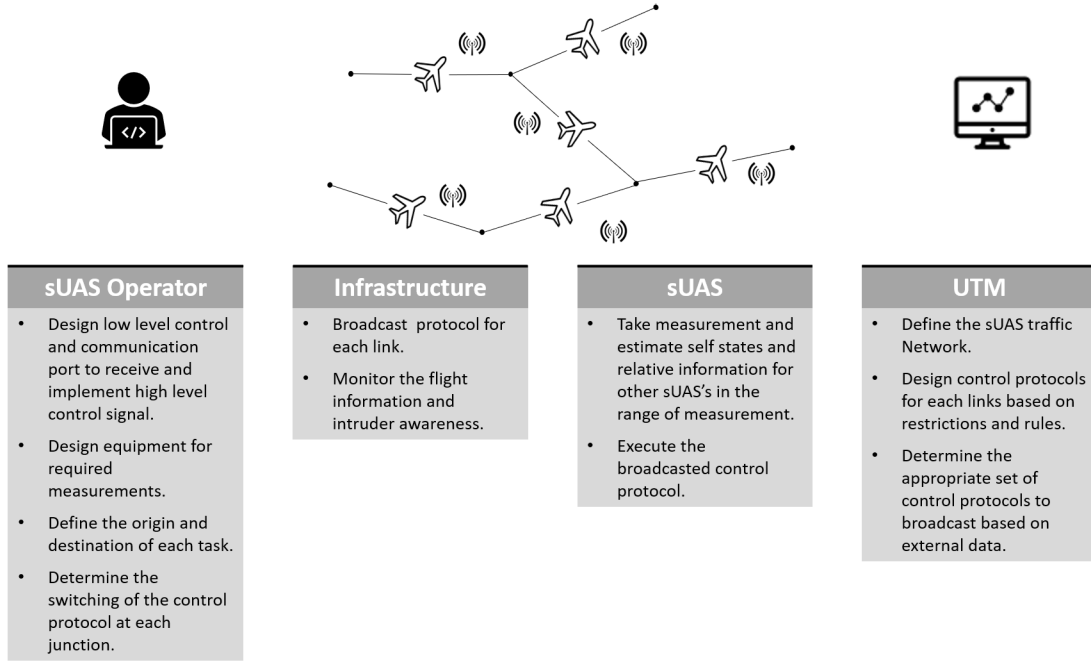 </>
sUAS Operator
• Design low level control
and communication
port to receive and
implement high level
control signal.
• Design equipment for
required
measurements.
• Define the origin and
destination of each task.
• Determine the
switching of the control
protocol at each
junction.
Infrastructure
• Broadcast protocol for
each link.
• Monitor the flight
information and
intruder awareness.
sUAS
• Take measurement and
estimate self states and
relative information for
other sUAS's in the
range of measurement.
• Execute the
broadcasted control
protocol.
UTM
• Define the sUAS traffic
Network.
• Design control protocols
for each links based on
restrictions and rules.
• Determine the
appropriate set of
control protocols to
broadcast based on
external data.